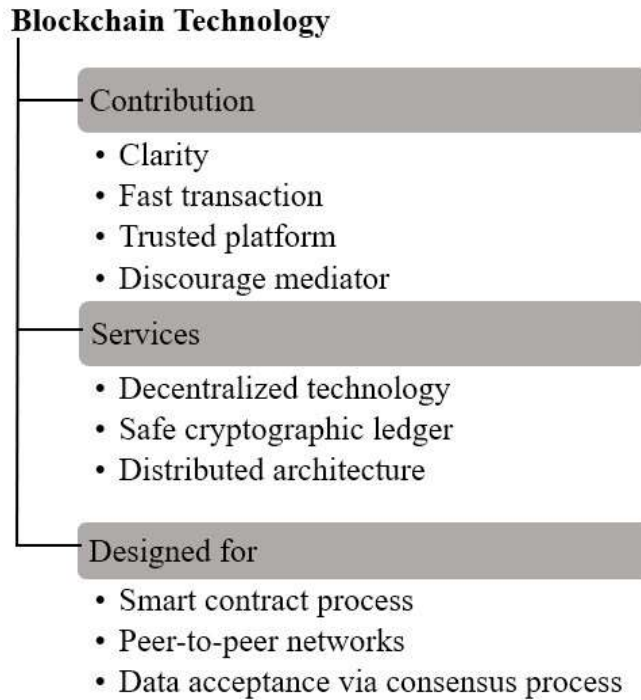 Blockchain Technology
Contribution
• Clarity
• Fast transaction
• Trusted platform
• Discourage mediator
Services
• Decentralized technology
• Safe cryptographic ledger
• Distributed architecture
Designed for
• Smart contract process
• Peer-to-peer networks
• Data acceptance via consensus process